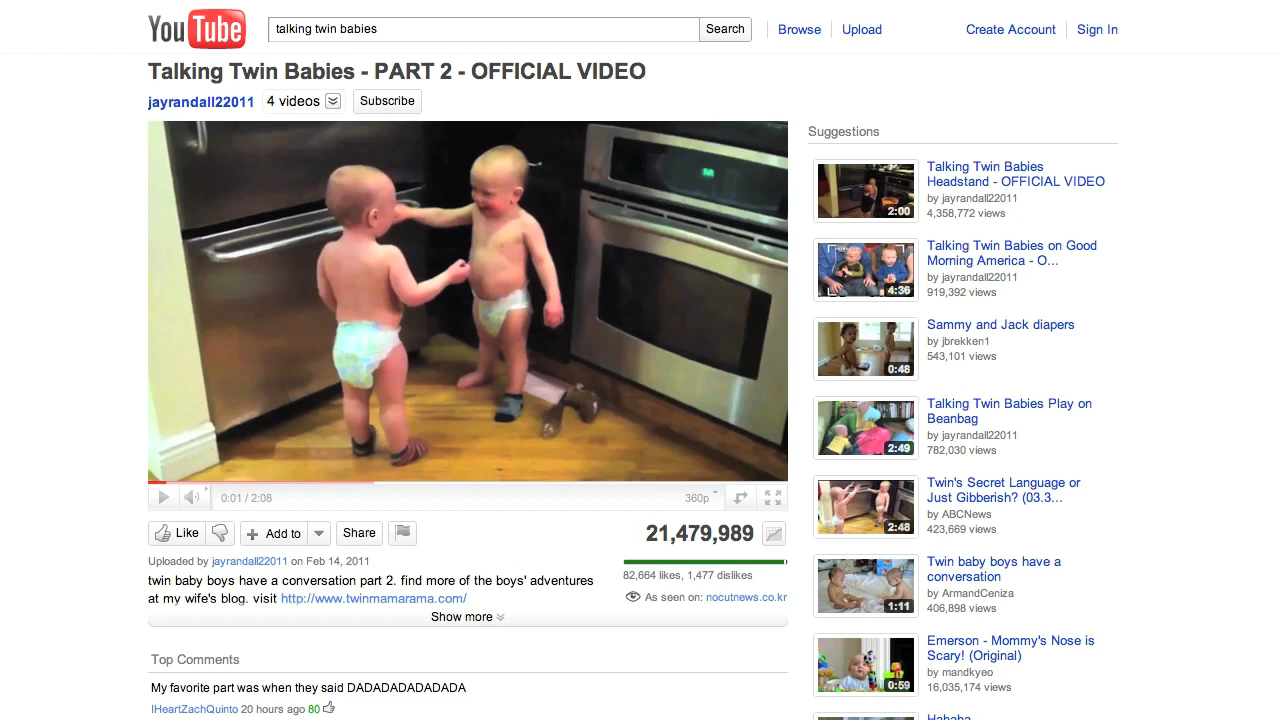 YouTube
talking twin babies
Search
Browse
Upload
Create Account
Sign In
Talking Twin Babies - PART 2 - OFFICIAL VIDEO
jayrandall22011
4 videos
Subscribe
0:01 / 2:08
360p
Like
Add to
Share
21,479,989
Uploaded by jayrandall22011 on Feb 14, 2011
twin baby boys have a conversation part 2. find more of the boys' adventures
at my wife's blog. visit http://www.twinmamarama.com/
82,664 likes, 1,477 dislikes
As seen on: nocutnews.co.kr
Show more
Top Comments
My favorite part was when they said DADADADADADADA
IHeartZachQuinto 20 hours ago 80
Suggestions
2:00
Talking Twin Babies
Headstand - OFFICIAL VIDEO
by jayrandall22011
4,358,772 views
4:36
Talking Twin Babies on Good
Morning America - O...
by jayrandall22011
919,392 views
0:48
Sammy and Jack diapers
by jbrekken1
543,101 views
2:49
Talking Twin Babies Play on
Beanbag
by jayrandall22011
782,030 views
2:48
Twin's Secret Language or
Just Gibberish? (03.3...
by ABCNews
423,669 views
1:11
Twin baby boys have a
conversation
by ArmandCeniza
406,898 views
0:59
Emerson - Mommy's Nose is
Scary! (Original)
by mandkyeo
16,035,174 views
Hahaha